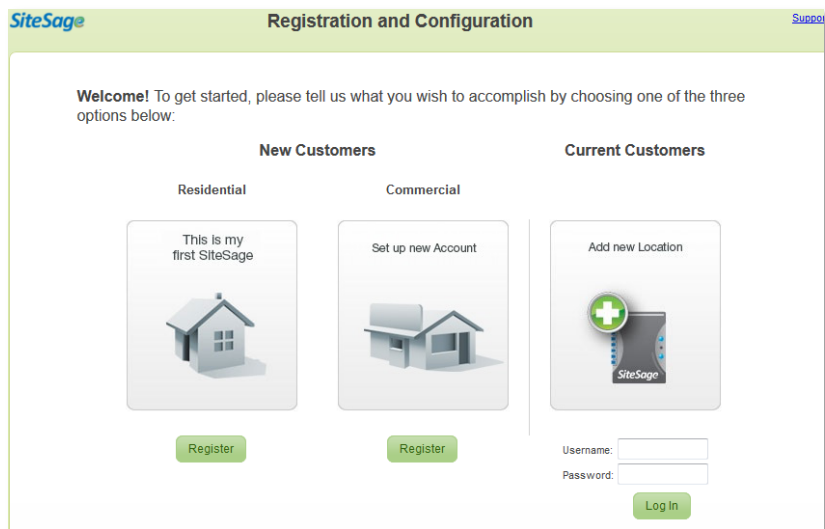 SiteSage
Registration and Configuration
Welcome! To get started, please tell us what you wish to accomplish by choosing one of the three
options below:
New Customers
Current Customers
Residential
Commercial
This is my
first SiteSage
Set up new Account
Add new Location
SiteSage
Register
Register
Username:
Password:
Log In